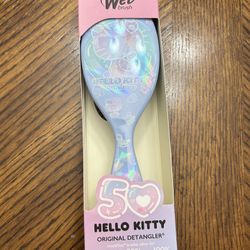 WET
brush
HELLO KITTY
50
HELLO KITTY
ORIGINAL DETANGLER